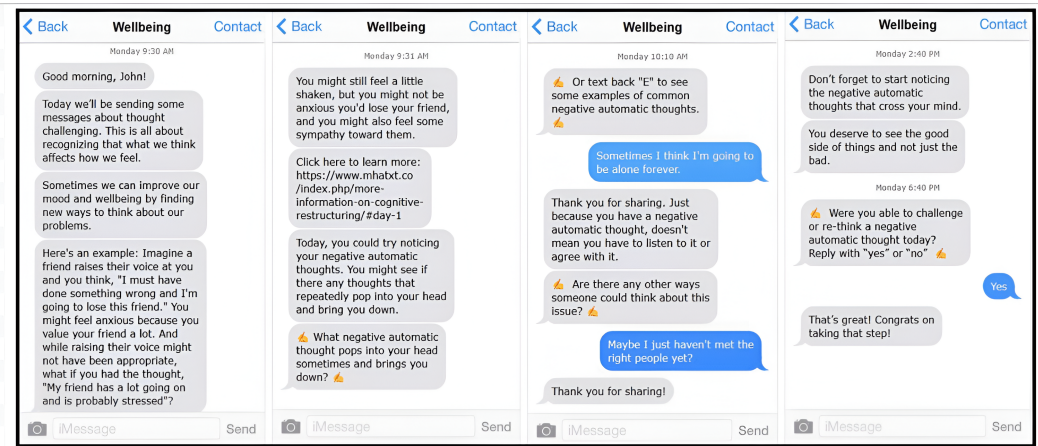 Back Wellbeing Contact
Monday 9:30 AM
Good morning, John!
Today we'll be sending some
messages about thought
challenging. This is all about
recognizing that what we think
affects how we feel.
Sometimes we can improve our
mood and wellbeing by finding
new ways to think about our
problems.
Here's an example: Imagine a
friend raises their voice at you
and you think, "I must have
done something wrong and I'm
going to lose this friend." You
might feel anxious because you
value your friend a lot. And
while raising their voice might
not have been appropriate,
what if you had the thought,
"My friend has a lot going on
and is probably stressed"?
iMessage Send
Back Wellbeing Contact
Monday 9:31 AM
You might still feel a little
shaken, but you might not be
anxious you'd lose your friend,
and you might also feel some
sympathy toward them.
Click here to learn more:
https://www.mhatxt.co
/index.php/more-
information-on-cognitive-
restructuring/#day-1
Today, you could try noticing
your negative automatic
thoughts. You might see if
there any thoughts that
repeatedly pop into your head
and bring you down.
✍️ What negative automatic
thought pops into your head
sometimes and brings you
down? ✍️
iMessage Send
Back Wellbeing Contact
Monday 10:10 AM
✍️ Or text back "E" to see
some examples of common
negative automatic thoughts.
✍️
Sometimes I think I'm going to
be alone forever.
Thank you for sharing. Just
because you have a negative
automatic thought, doesn't
mean you have to listen to it or
agree with it.
✍️ Are there any other ways
someone could think about this
issue? ✍️
Maybe I just haven't met the
right people yet?
Thank you for sharing!
iMessage Send
Back Wellbeing Contact
Monday 2:40 PM
Don't forget to start noticing
the negative automatic
thoughts that cross your mind.
You deserve to see the good
side of things and not just the
bad.
Monday 6:40 PM
✍️ Were you able to challenge
or re-think a negative
automatic thought today?
Reply with “yes” or “no” ✍️
Yes
That's great! Congrats on
taking that step!
iMessage Send